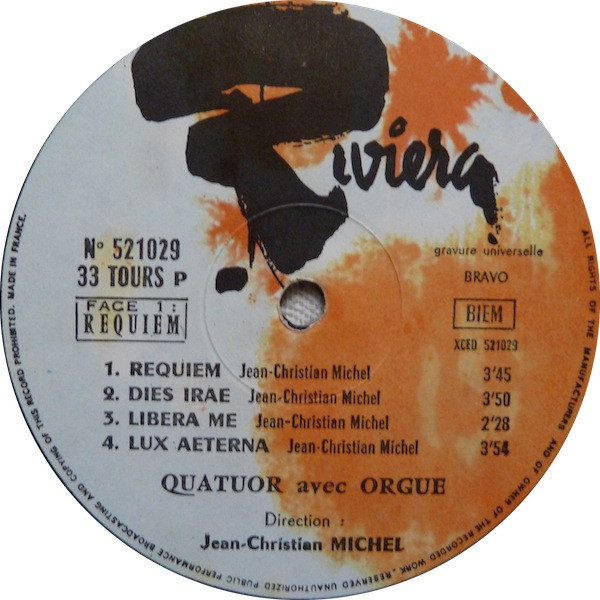 Riviera
gravure universelle
BRAVO
N° 521029
33 TOURS P
FACE 1:
REQUIEM
BIEM
XCED 521029
1. REQUIEM Jean-Christian Michel 3'45
2. DIES IRAE Jean-Christian Michel 3'50
3. LIBERA ME Jean-Christian Michel 2'28
4. LUX AETERNA Jean-Christian Michel 3'54
QUATUOR avec ORGUE
Direction :
Jean-Christian MICHEL
ALL RIGHTS OF THE MANUFACTURERS AND OF OWNER OF THE RECORDED WORK, RESERVED UNAUTHORIZED PUBLIC PERFORMANCE BROADCASTING AND COPYING OF THIS RECORD PROHIBITED. MADE IN FRANCE.